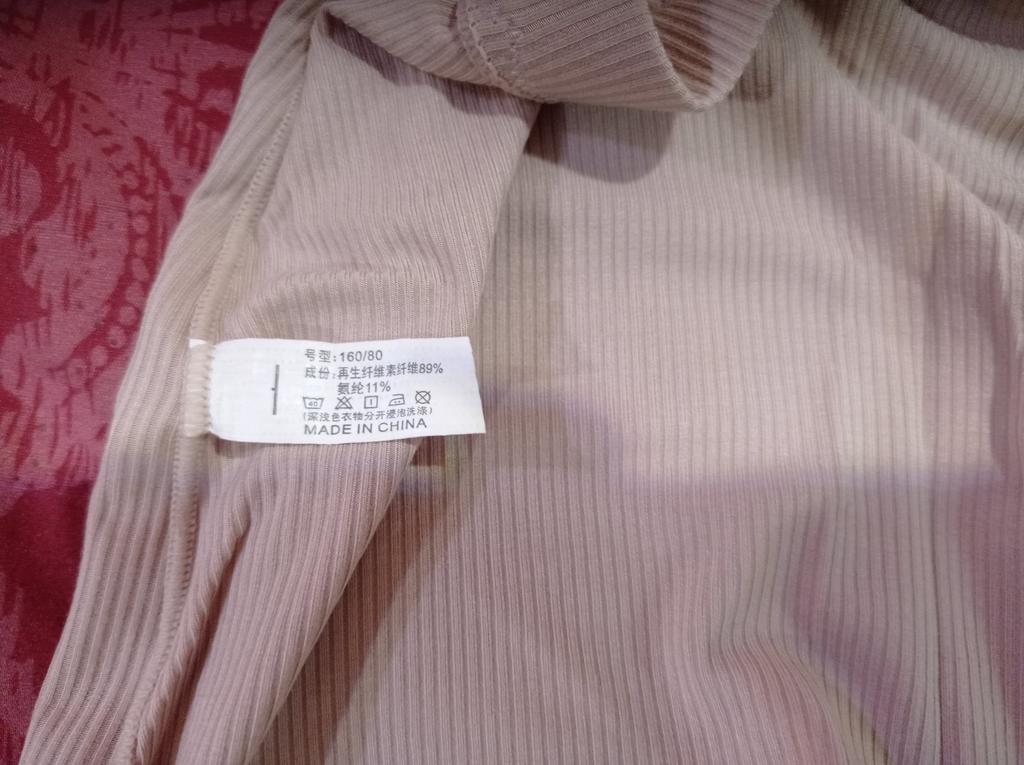 号型:160/80
成份:再生纤维素纤维89%
氨纶11%
40
(深浅色衣物分开浸泡洗涤)
MADE IN CHINA